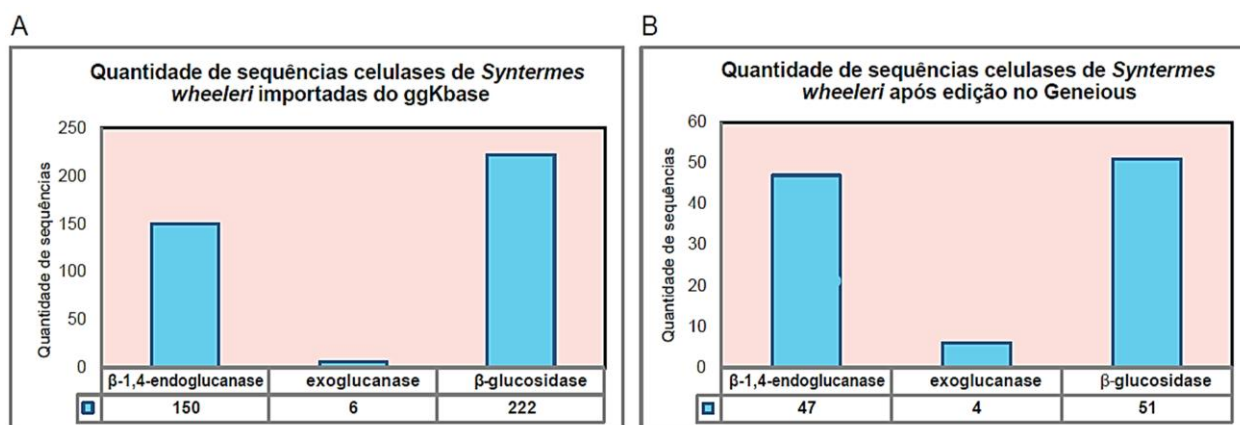 A
Quantidade de sequências celulases de Syntermes
wheeleri importadas do ggKbase
Quantidade de sequências
250
200
150
100
50
0
β-1,4-endoglucanase exoglucanase β-glucosidase
150 6 222
B
Quantidade de sequências celulases de Syntermes
wheeleri após edição no Geneious
Quantidade de sequências
60
50
40
30
20
10
0
β-1,4-endoglucanase exoglucanase β-glucosidase
47 4 51